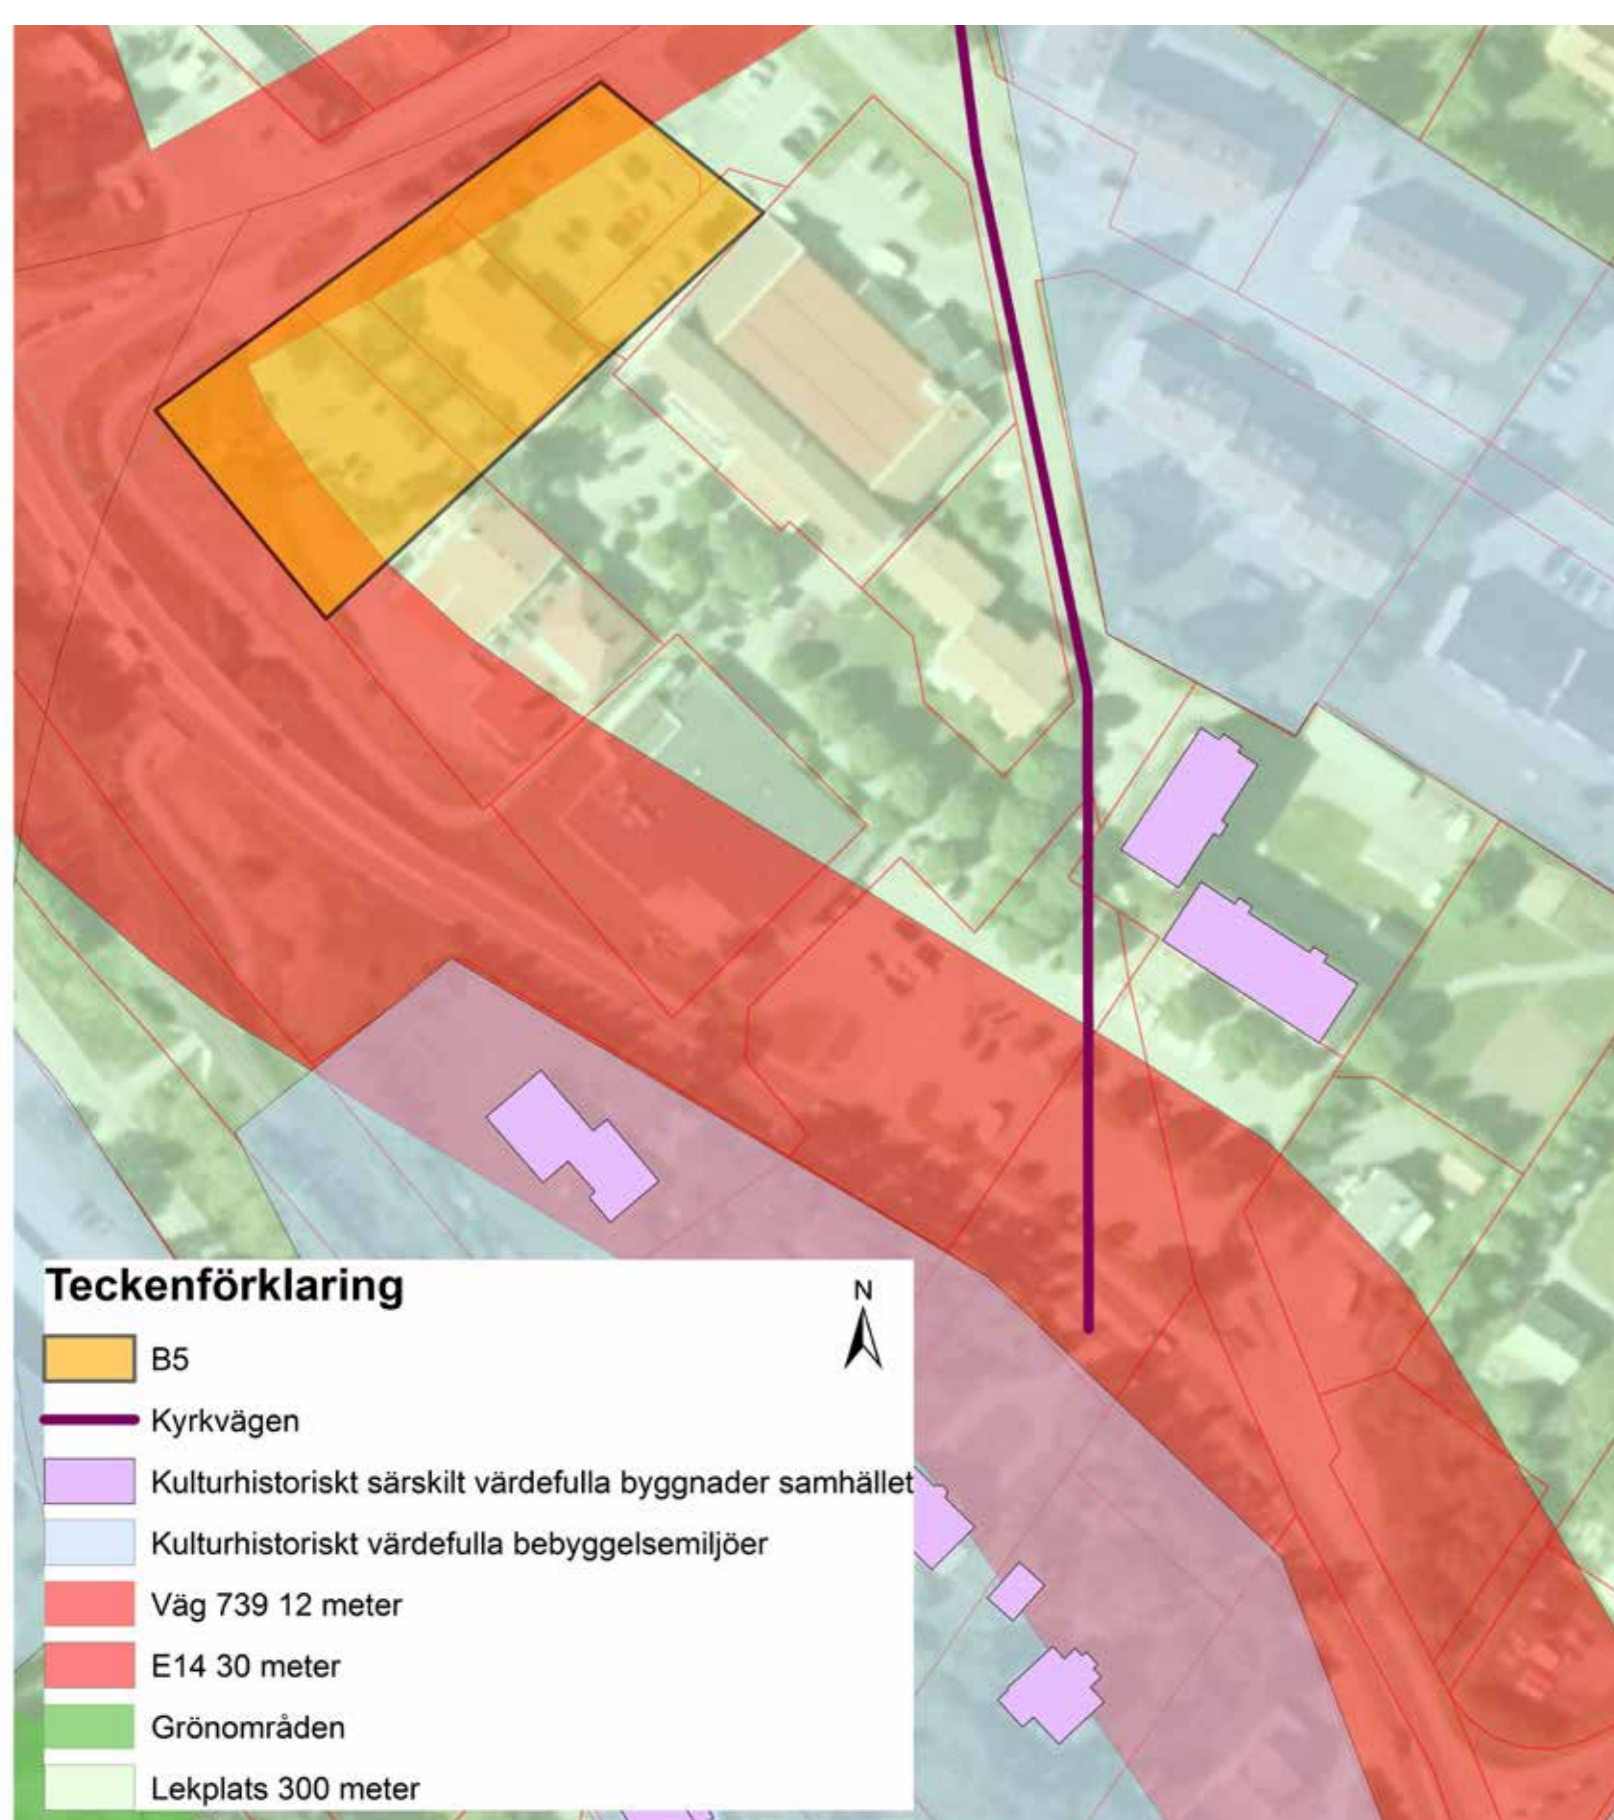 Teckenförklaring
N
B5
Kyrkvägen
Kulturhistoriskt särskilt värdefulla byggnader samhället
Kulturhistoriskt värdefulla bebyggelsemiljöer
Väg 739 12 meter
E14 30 meter
Grönområden
Lekplats 300 meter